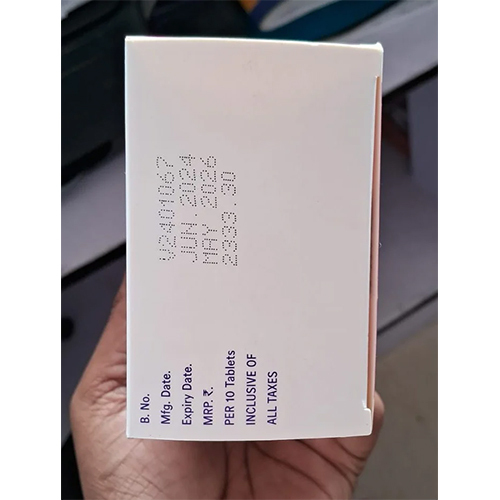 B. No. V2401067
Mfg. Date. JUN. 2024
Expiry Date. MAY 2026
MRP. ₹. 2333.30
PER 10 Tablets
INCLUSIVE OF
ALL TAXES